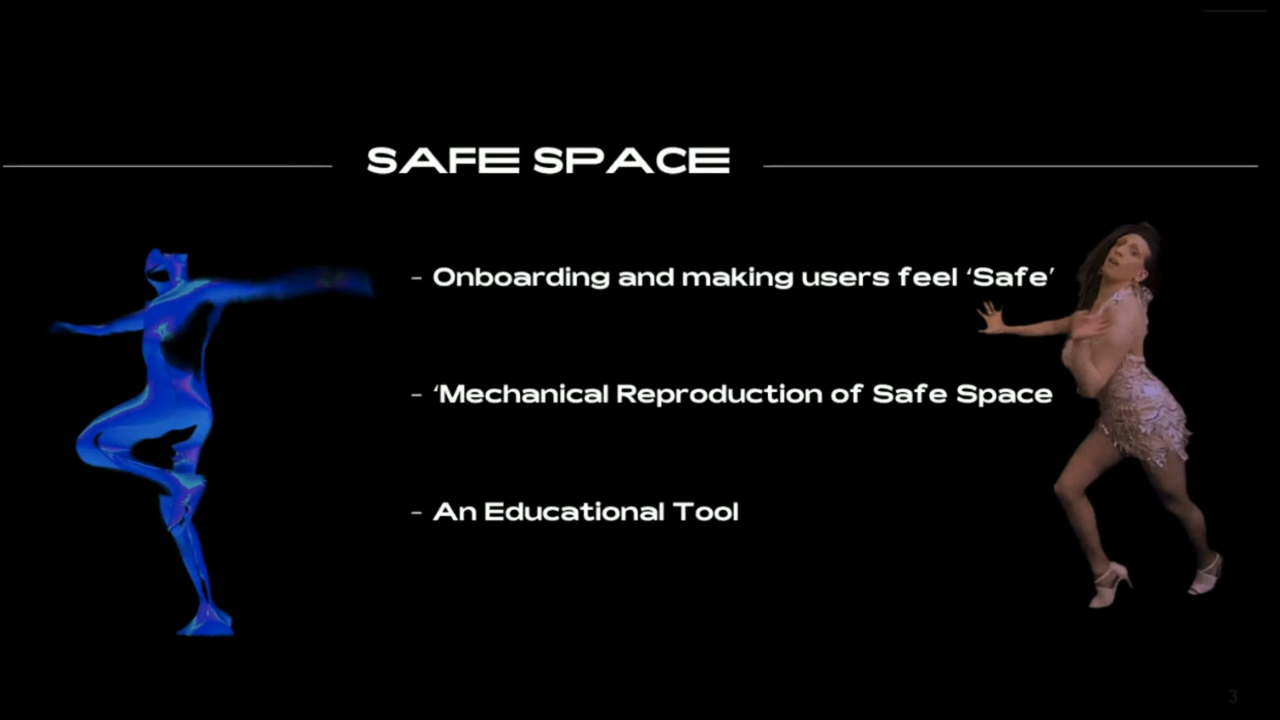 SAFE SPACE
- Onboarding and making users feel ‘Safe’
- ‘Mechanical Reproduction of Safe Space
- An Educational Tool
3